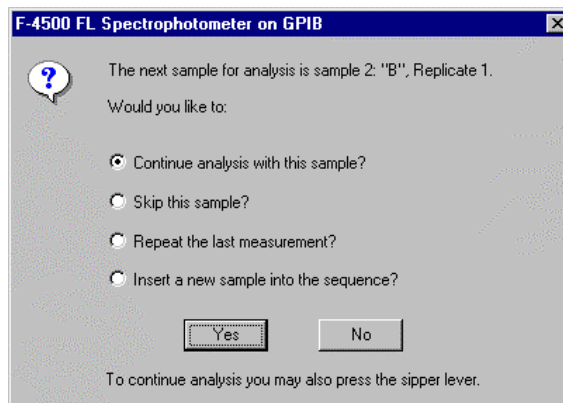 F-4500 FL Spectrophotometer on GPIB
The next sample for analysis is sample 2: "B", Replicate 1.
Would you like to:
Continue analysis with this sample?
Skip this sample?
Repeat the last measurement?
Insert a new sample into the sequence?
Yes No
To continue analysis you may also press the sipper lever.